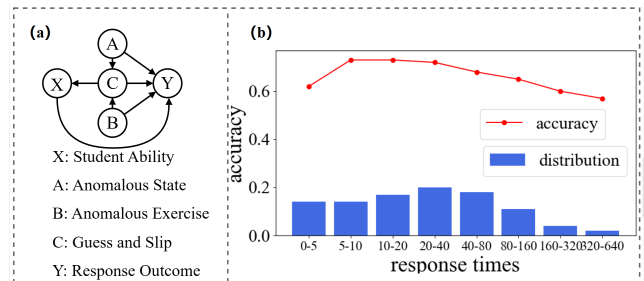 (a)
A
X
C
Y
B
X: Student Ability
A: Anomalous State
B: Anomalous Exercise
C: Guess and Slip
Y: Response Outcome
(b)
accuracy
0.6
0.4
0.2
0.0
accuracy
distribution
0-5 5-10 10-20 20-40 40-80 80-160 160-320 320-640
response times